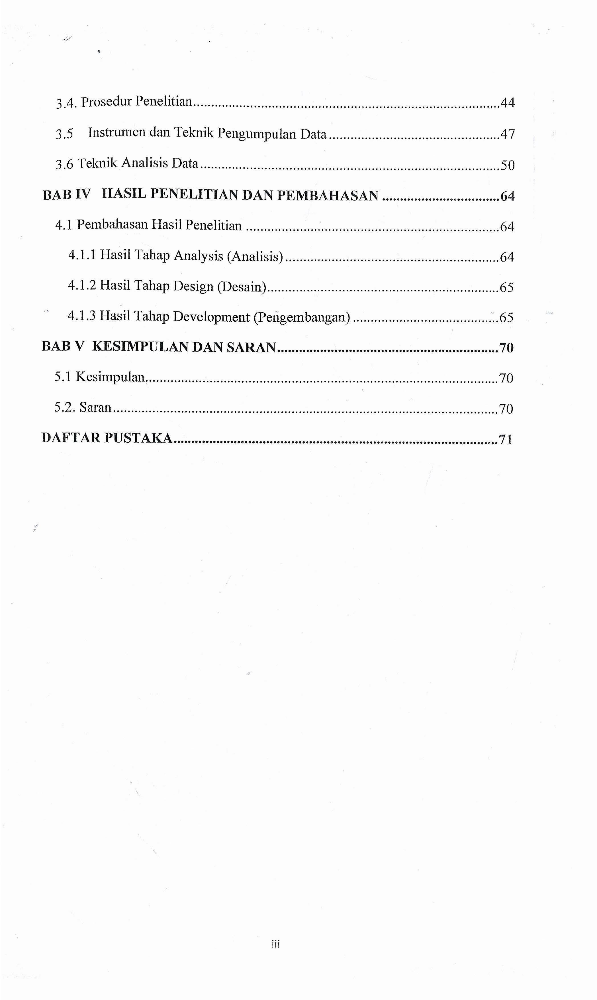 3.4. Prosedur Penelitian....................................................................................44
3.5 Instrumen dan Teknik Pengumpulan Data...............................................47
3.6 Teknik Analisis Data..................................................................................50
BAB IV HASIL PENELITIAN DAN PEMBAHASAN ................................64
4.1 Pembahasan Hasil Penelitian .....................................................................64
4.1.1 Hasil Tahap Analysis (Analisis)...........................................................64
4.1.2 Hasil Tahap Design (Desain)...............................................................65
4.1.3 Hasil Tahap Development (Pengembangan) ........................................65
BAB V KESIMPULAN DAN SARAN.............................................................70
5.1 Kesimpulan.................................................................................................70
5.2. Saran..........................................................................................................70
DAFTAR PUSTAKA.........................................................................................71
iii